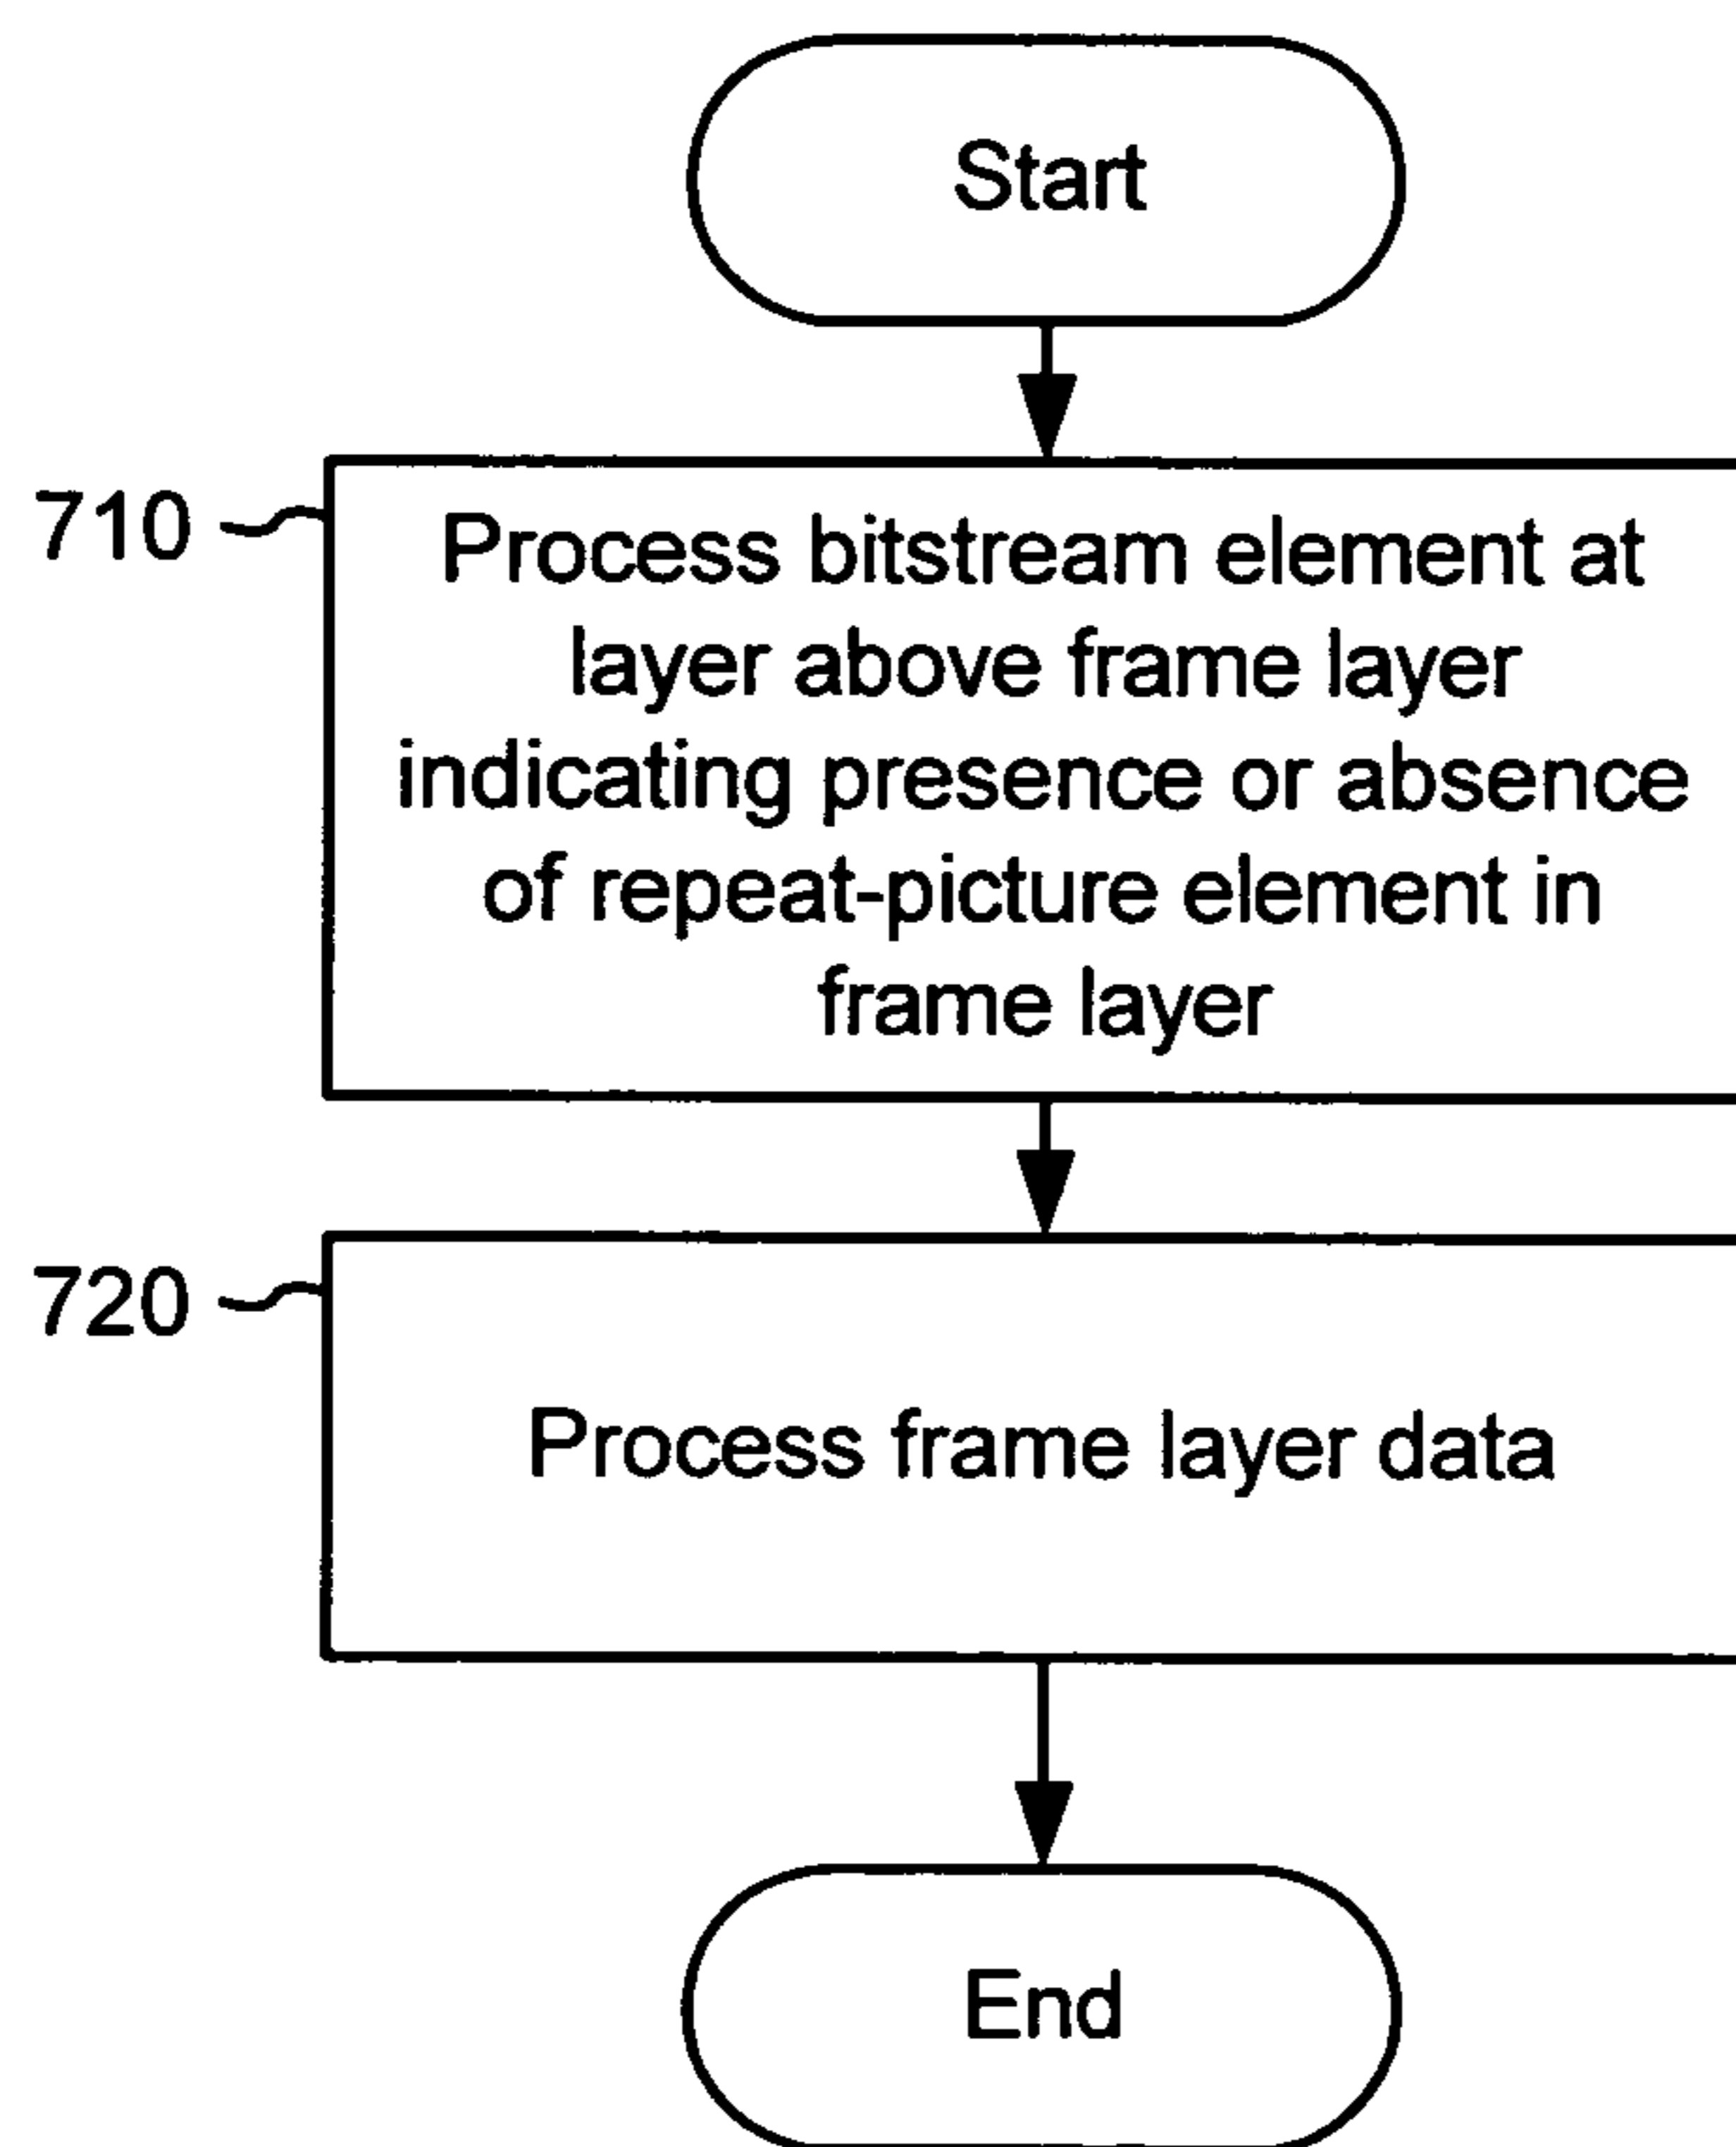 Start
710
Process bitstream element at
layer above frame layer
indicating presence or absence
of repeat-picture element in
frame layer
720
Process frame layer data
End